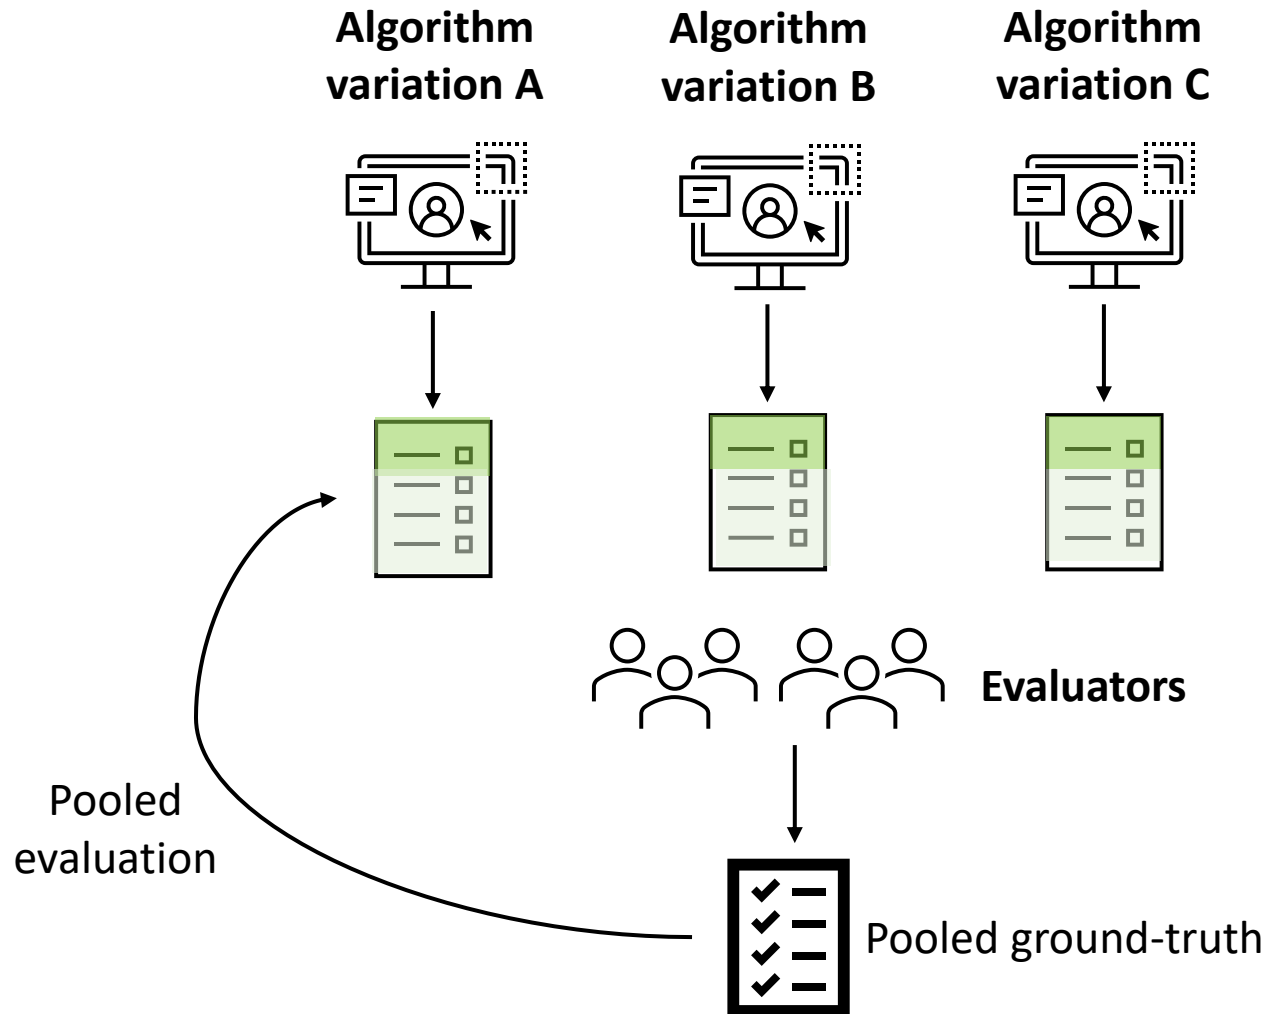 Algorithm
variation A
Algorithm
variation B
Algorithm
variation C
Evaluators
Pooled
evaluation
Pooled ground-truth